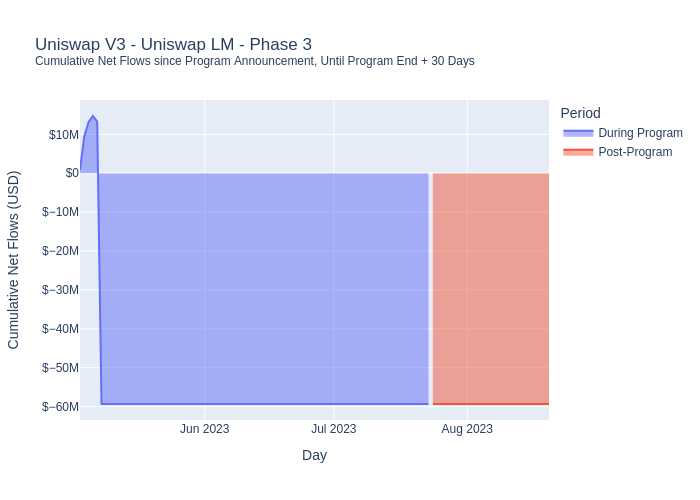 Uniswap V3 - Uniswap LM - Phase 3
Cumulative Net Flows since Program Announcement, Until Program End + 30 Days
Period
During Program
Post-Program
Cumulative Net Flows (USD)
$10M
$0
$−10M
$−20M
$−30M
$−40M
$−50M
$−60M
Jun 2023
Jul 2023
Aug 2023
Day